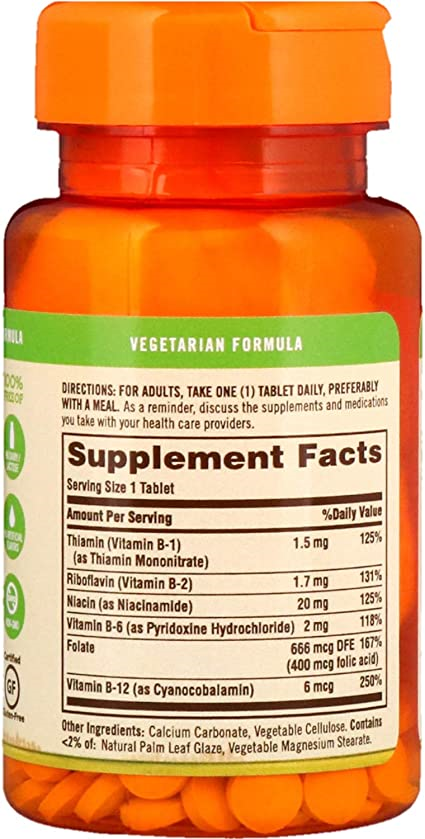 VEGETARIAN FORMULA
100%
DIRECTIONS: FOR ADULTS, TAKE ONE (1) TABLET DAILY, PREFERABLY
WITH A MEAL. As a reminder, discuss the supplements and medications
you take with your health care providers.
Supplement Facts
Serving Size 1 Tablet
Amount Per Serving %Daily Value
Thiamin (Vitamin B-1) 1.5 mg 125%
(as Thiamin Mononitrate)
Riboflavin (Vitamin B-2) 1.7 mg 131%
Niacin (as Niacinamide) 20 mg 125%
Vitamin B-6 (as Pyridoxine Hydrochloride) 2 mg 118%
Folate 666 mcg DFE 167%
(400 mcg folic acid)
Vitamin B-12 (as Cyanocobalamin) 6 mcg 250%
Other Ingredients: Calcium Carbonate, Vegetable Cellulose. Contains
<2% of: Natural Palm Leaf Glaze, Vegetable Magnesium Stearate.
GF